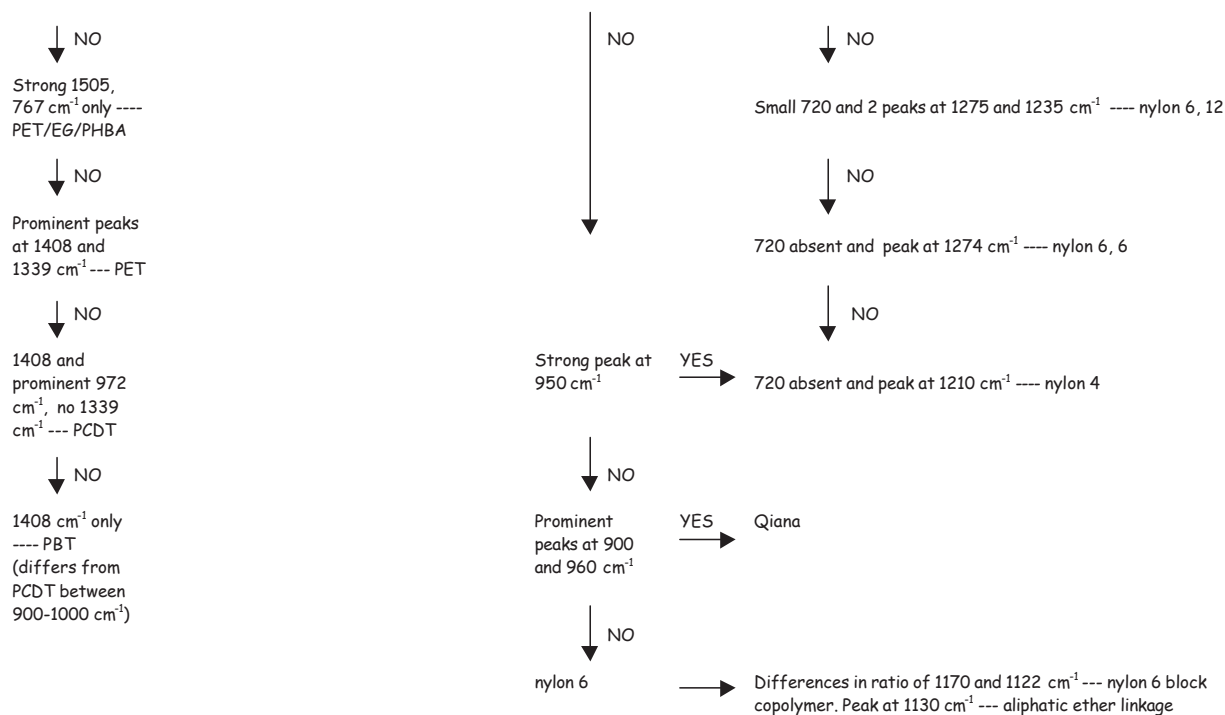 NO
Strong 1505,
767 cm⁻¹ only ----
PET/EG/PHBA
NO
Prominent peaks
at 1408 and
1339 cm⁻¹ --- PET
NO
1408 and
prominent 972
cm⁻¹, no 1339
cm⁻¹ --- PCDT
NO
1408 cm⁻¹ only
---- PBT
(differs from
PCDT between
900-1000 cm⁻¹)
NO
Strong peak at
950 cm⁻¹
YES
NO
Prominent
peaks at 900
and 960 cm⁻¹
YES
Qiana
NO
nylon 6
Differences in ratio of 1170 and 1122 cm⁻¹ --- nylon 6 block
copolymer. Peak at 1130 cm⁻¹ --- aliphatic ether linkage
NO
Small 720 and 2 peaks at 1275 and 1235 cm⁻¹ ---- nylon 6, 12
NO
720 absent and peak at 1274 cm⁻¹ ---- nylon 6, 6
NO
720 absent and peak at 1210 cm⁻¹ ---- nylon 4